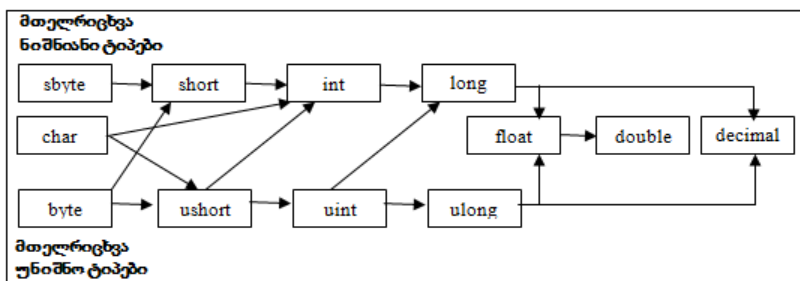 მთელრიცხვა
ნიშნიანი ტიპები
sbyte short int long
char float double decimal
byte ushort uint ulong
მთელრიცხვა
უნიშნო ტიპები